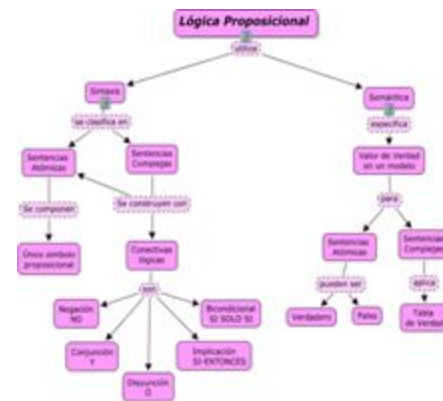 Lógica Proposicional
utiliza
Sintaxis
Semántica
se clasifica en
especifica
Sentencias
Atómicas
Sentencias
Complejas
Valor de Verdad
en un modelo
Se componen
Se construyen con
para
Único símbolo
proposicional
Conectivas
lógicas
Sentencias
Atómicas
Sentencias
Complejas
son
pueden ser
aplica
Negación
NO
Bicondicional
SI SOLO SI
Verdadero
Falso
Tabla
de Verdad
Conjunción
Y
Implicación
SI-ENTONCES
Disyunción
O